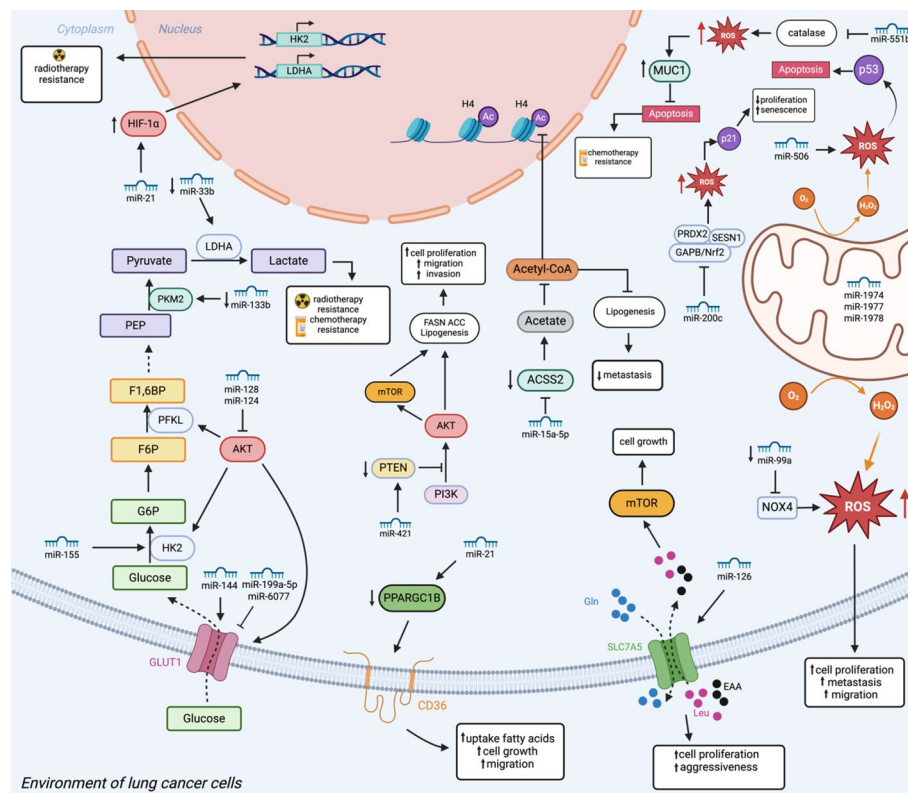 Cytoplasm
Nucleus
HK2
LDHA
radiotherapy
resistance
HIF-1α
miR-21
miR-33b
H4
Ac
H4
Ac
ROS
catalase
miR-551b
MUC1
Apoptosis
p53
Apoptosis
proliferation
senescence
p21
chemotherapy
resistance
miR-506
ROS
ROS
O₂
H₂O₂
PRDX2
SESN1
GAPB/Nrf2
miR-200c
miR-1974
miR-1977
miR-1978
O₂
H₂O₂
LDHA
Pyruvate
Lactate
PKM2
miR-133b
PEP
radiotherapy
resistance
chemotherapy
resistance
cell proliferation
migration
invasion
FASN ACC
Lipogenesis
mTOR
AKT
PTEN
PI3K
miR-421
Acetyl-CoA
Acetate
ACSS2
miR-15a-5p
Lipogenesis
metastasis
F1,6BP
PFKL
F6P
miR-128
miR-124
AKT
G6P
HK2
miR-155
Glucose
miR-144
miR-199a-5p
miR-6077
GLUT1
Glucose
miR-21
PPARGC1B
CD36
uptake fatty acids
cell growth
migration
cell growth
mTOR
miR-126
Gln
SLC7A5
EAA
Leu
cell proliferation
aggressiveness
miR-99a
NOX4
ROS
cell proliferation
metastasis
migration
Environment of lung cancer cells